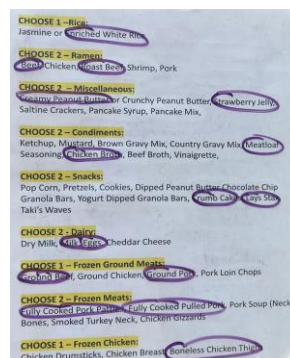 CHOOSE 1 –Rice:
Jasmine or Enriched White Rice
CHOOSE 2 – Ramen:
Beef, Chicken, Roast Beef, Shrimp, Pork
CHOOSE 2 – Miscellaneous:
Creamy Peanut Butter or Crunchy Peanut Butter, Strawberry Jelly,
Saltine Crackers, Pancake Syrup, Pancake Mix,
CHOOSE 2 – Condiments:
Ketchup, Mustard, Brown Gravy Mix, Country Gravy Mix, Meatloaf
Seasoning, Chicken Broth, Beef Broth, Vinaigrette,
CHOOSE 2 – Snacks:
Pop Corn, Pretzels, Cookies, Dipped Peanut Butter Chocolate Chip
Granola Bars, Yogurt Dipped Granola Bars, Crumb Cake, Lays Stax
Taki's Waves
CHOOSE 2 - Dairy:
Dry Milk, Milk, Eggs, Cheddar Cheese
CHOOSE 1 – Frozen Ground Meats:
Ground Beef, Ground Chicken, Ground Pork, Pork Loin Chops
CHOOSE 2 – Frozen Meats:
Fully Cooked Pork Patties, Fully Cooked Pulled Pork, Pork Soup (Neck
Bones, Smoked Turkey Neck, Chicken Gizzards
CHOOSE 1 – Frozen Chicken:
Chicken Drumsticks, Chicken Breast, Boneless Chicken Thigh